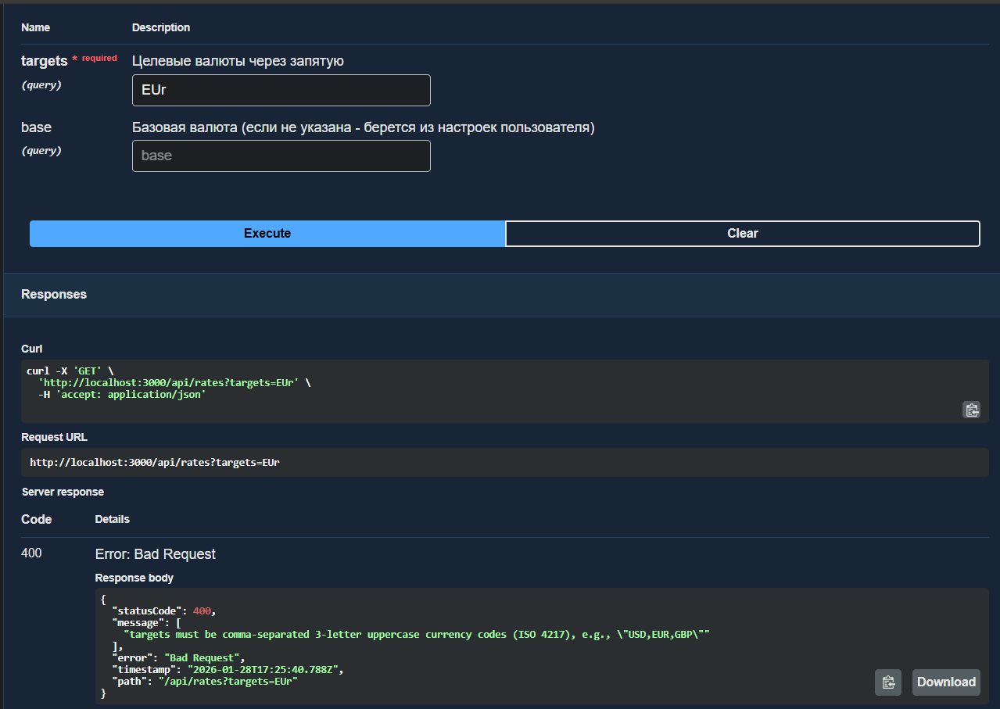 Name Description
targets * required Целевые валюты через запятую
(query) EUr
base Базовая валюта (если не указана - берется из настроек пользователя)
(query) base
Execute Clear
Responses
Curl
curl -X 'GET' \
  'http://localhost:3000/api/rates?targets=EUr' \
  -H 'accept: application/json'
Request URL
http://localhost:3000/api/rates?targets=EUr
Server response
Code Details
400 Error: Bad Request
Response body
{
  "statusCode": 400,
  "message": [
    "targets must be comma-separated 3-letter uppercase currency codes (ISO 4217), e.g., \"USD,EUR,GBP\""
  ],
  "error": "Bad Request",
  "timestamp": "2026-01-28T17:25:40.788Z",
  "path": "/api/rates?targets=EUr"
}
Download